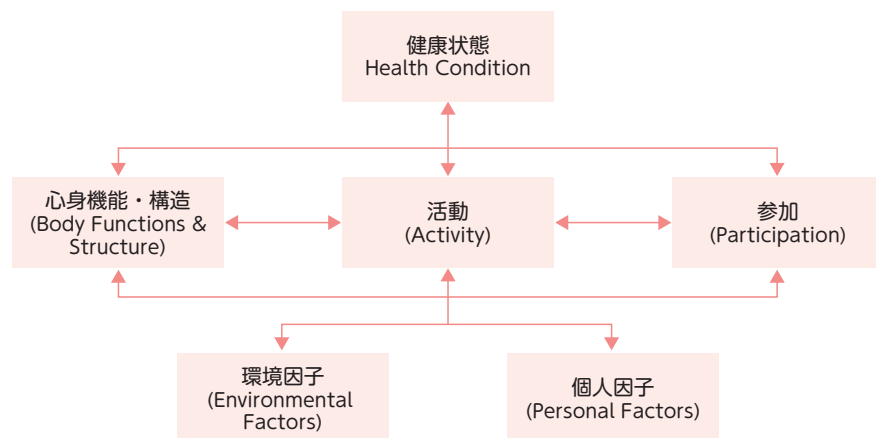 健康状態
Health Condition
心身機能・構造
(Body Functions &
Structure)
活動
(Activity)
参加
(Participation)
環境因子
(Environmental
Factors)
個人因子
(Personal Factors)